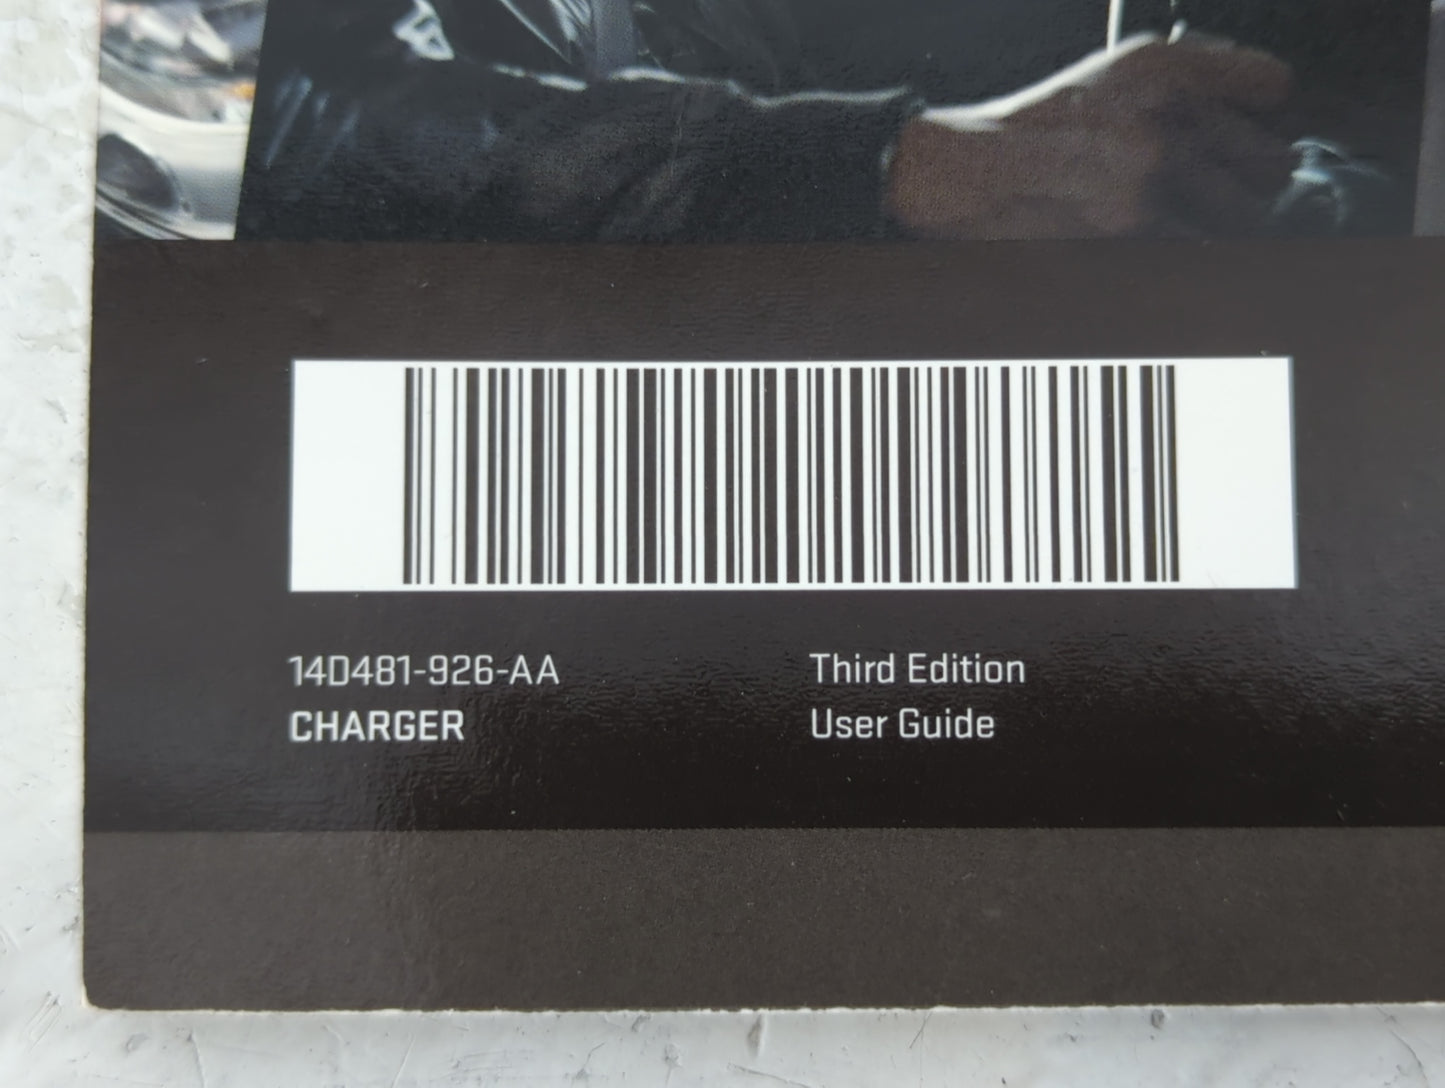 14D481-926-AA
CHARGER
Third Edition
User Guide